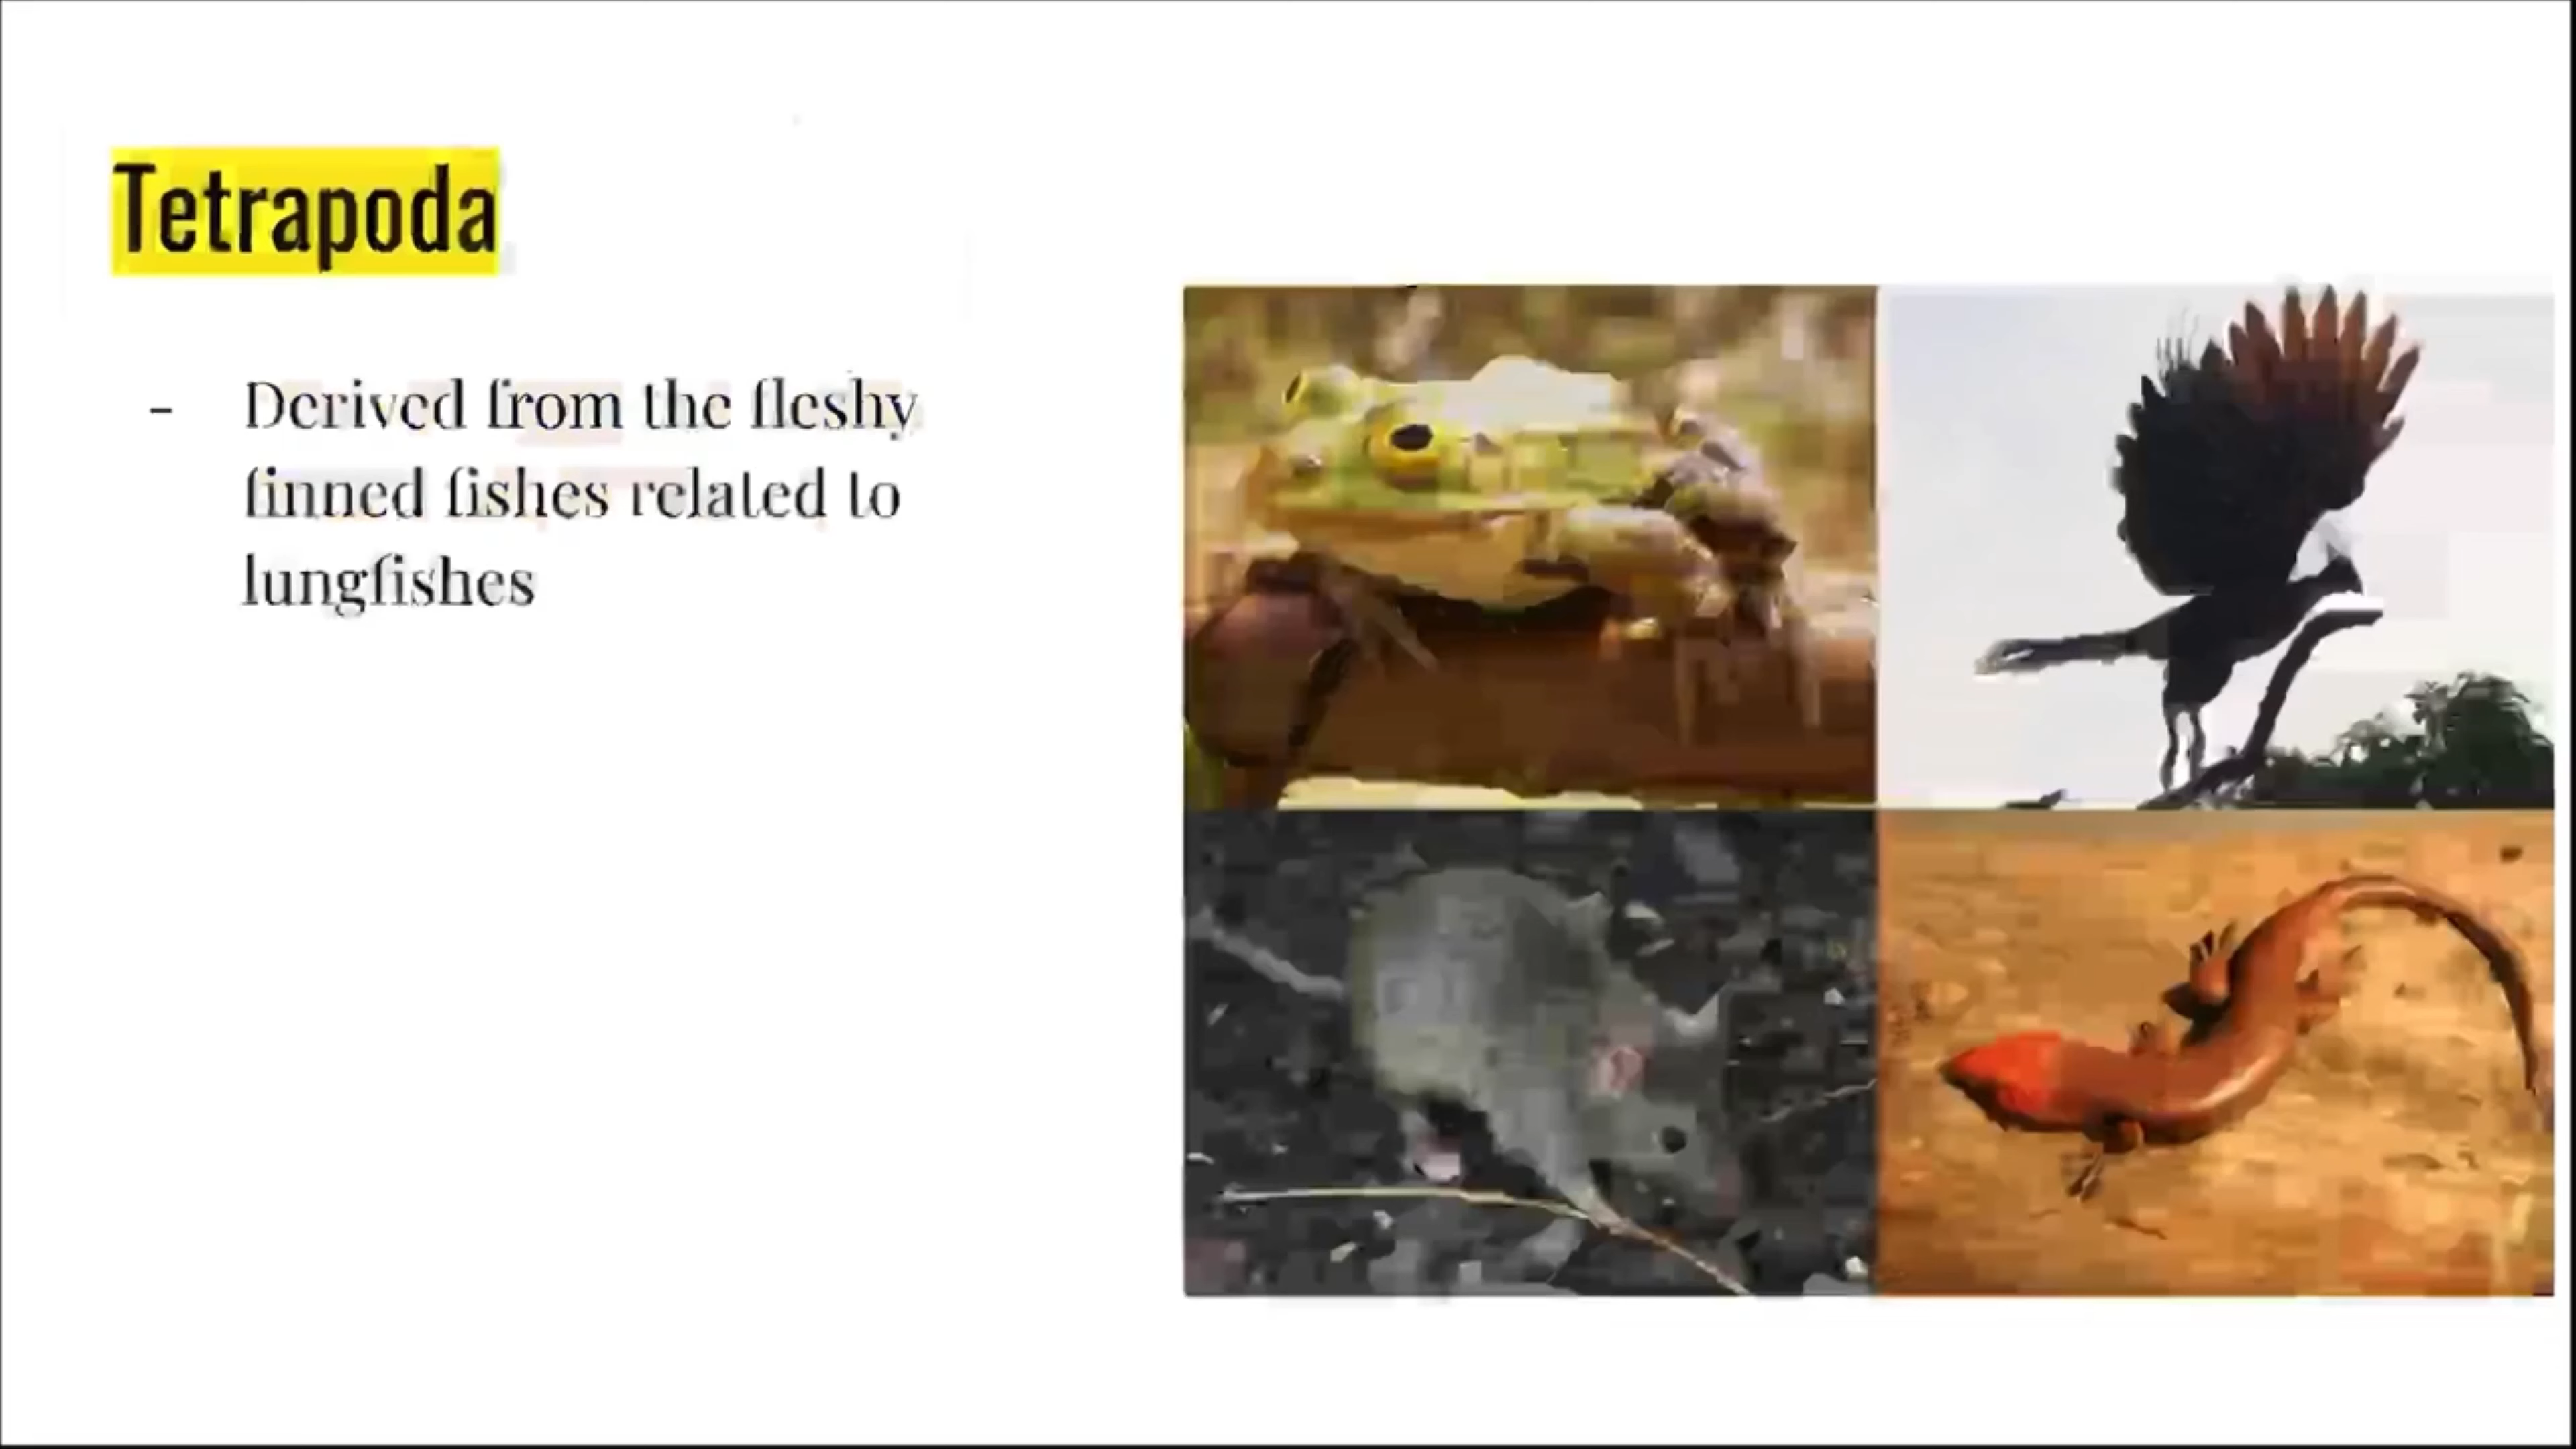 Tetrapoda
- Derived from the fleshy
finned fishes related to
lungfishes